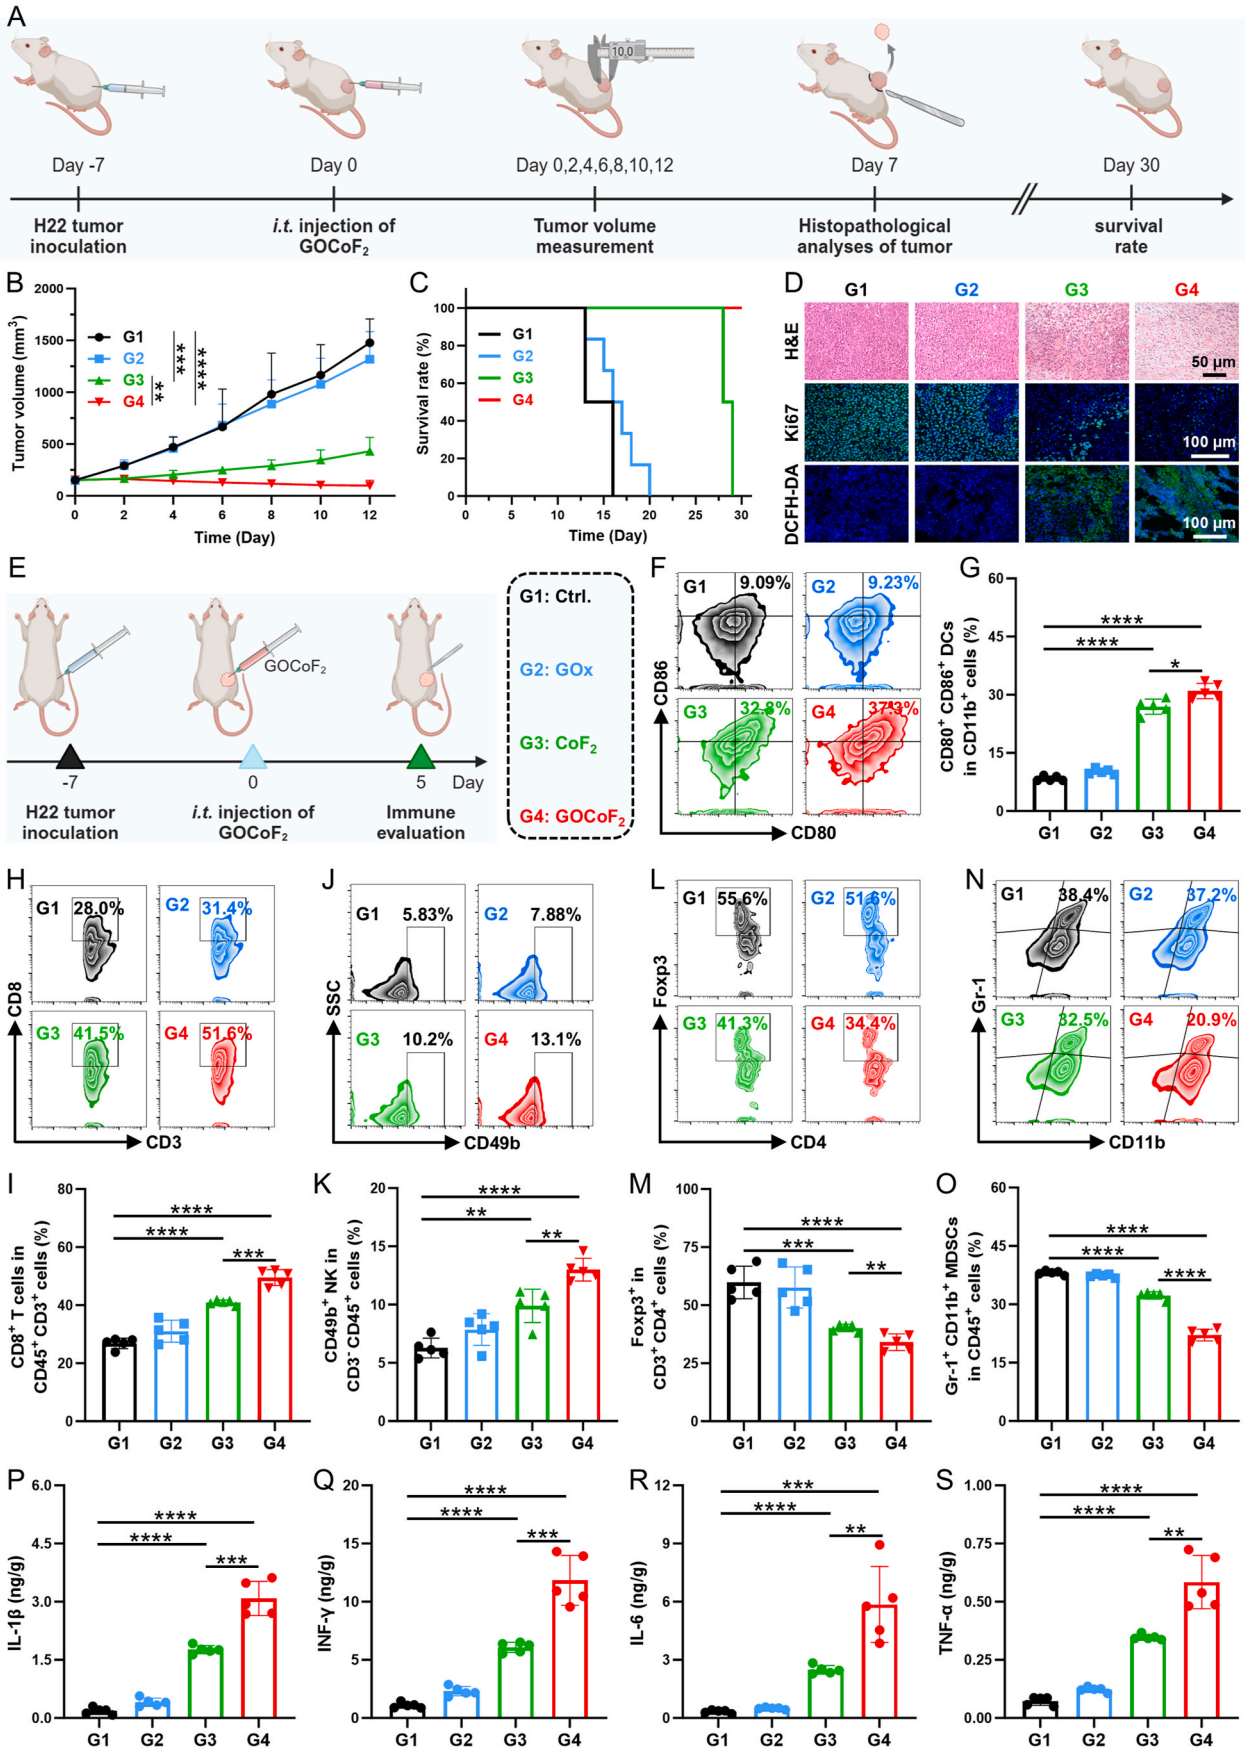 A
10.0
Day -7
Day 0
Day 0,2,4,6,8,10,12
Day 7
Day 30
H22 tumor
inoculation
i.t. injection of
GOCoF2
Tumor volume
measurement
Histopathological
analyses of tumor
survival
rate
B
Tumor volume (mm3)
2000
1500
1000
500
0
G1
G2
G3
G4
***
****
**
0 2 4 6 8 10 12
Time (Day)
C
Survival rate (%)
100
80
60
40
20
0
G1
G2
G3
G4
0 5 10 15 20 25 30
Time (Day)
D
G1 G2 G3 G4
H&E
50 μm
Ki67
100 μm
DCFH-DA
100 μm
E
GOCoF2
-7 0 5 Day
H22 tumor
inoculation
i.t. injection of
GOCoF2
Immune
evaluation
G1: Ctrl.
G2: GOx
G3: CoF2
G4: GOCoF2
F
G1 9.09%
G2 9.23%
G3 32.8%
G4 37.3%
CD86
CD80
G
CD80+ CD86+ DCs
in CD11b+ cells (%)
60
45
30
15
0
****
****
*
G1 G2 G3 G4
H
G1 28.0%
G2 31.4%
G3 41.5%
G4 51.6%
CD8
CD3
J
G1 5.83%
G2 7.88%
G3 10.2%
G4 13.1%
SSC
CD49b
L
G1 55.6%
G2 51.6%
G3 41.3%
G4 34.4%
Foxp3
CD4
N
G1 38.4%
G2 37.2%
G3 32.5%
G4 20.9%
Gr-1
CD11b
I
CD8+ T cells in
CD45+ CD3+ cells (%)
80
60
40
20
0
****
****
***
G1 G2 G3 G4
K
CD49b+ NK in
CD3- CD45+ cells (%)
20
15
10
5
0
****
**
**
G1 G2 G3 G4
M
Foxp3+ in
CD3+ CD4+ cells (%)
100
75
50
25
0
****
***
**
G1 G2 G3 G4
O
Gr-1+ CD11b+ MDSCs
in CD45+ cells (%)
60
45
30
15
0
****
****
****
G1 G2 G3 G4
P
IL-1β (ng/g)
6.0
4.5
3.0
1.5
0.0
****
****
***
G1 G2 G3 G4
Q
INF-γ (ng/g)
20
15
10
5
0
****
****
***
G1 G2 G3 G4
R
IL-6 (ng/g)
12
9
6
3
0
***
****
**
G1 G2 G3 G4
S
TNF-α (ng/g)
1.00
0.75
0.50
0.25
0.00
****
****
**
G1 G2 G3 G4